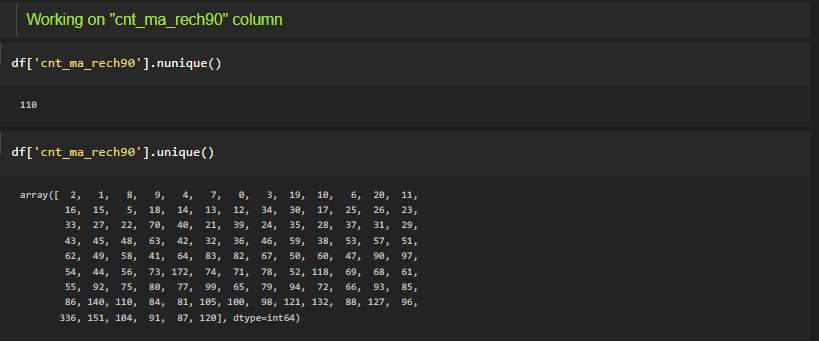 Working on "cnt_ma_rech90" column
df['cnt_ma_rech90'].nunique()
110
df['cnt_ma_rech90'].unique()
array([  2,   1,   8,   9,   4,   7,   0,   3,  19,  10,   6,  20,  11,
16,  15,   5,  18,  14,  13,  12,  34,  30,  17,  25,  26,  23,
33,  27,  22,  70,  40,  21,  39,  24,  35,  28,  37,  31,  29,
43,  45,  48,  63,  42,  32,  36,  46,  59,  38,  53,  57,  51,
62,  49,  58,  41,  64,  83,  82,  67,  50,  60,  47,  90,  97,
54,  44,  56,  73, 172,  74,  71,  78,  52, 118,  69,  68,  61,
55,  92,  75,  80,  77,  99,  65,  79,  94,  72,  66,  93,  85,
86, 140, 110,  84,  81, 105, 100,  98, 121, 132,  88, 127,  96,
336, 151, 104,  91,  87, 120], dtype=int64)